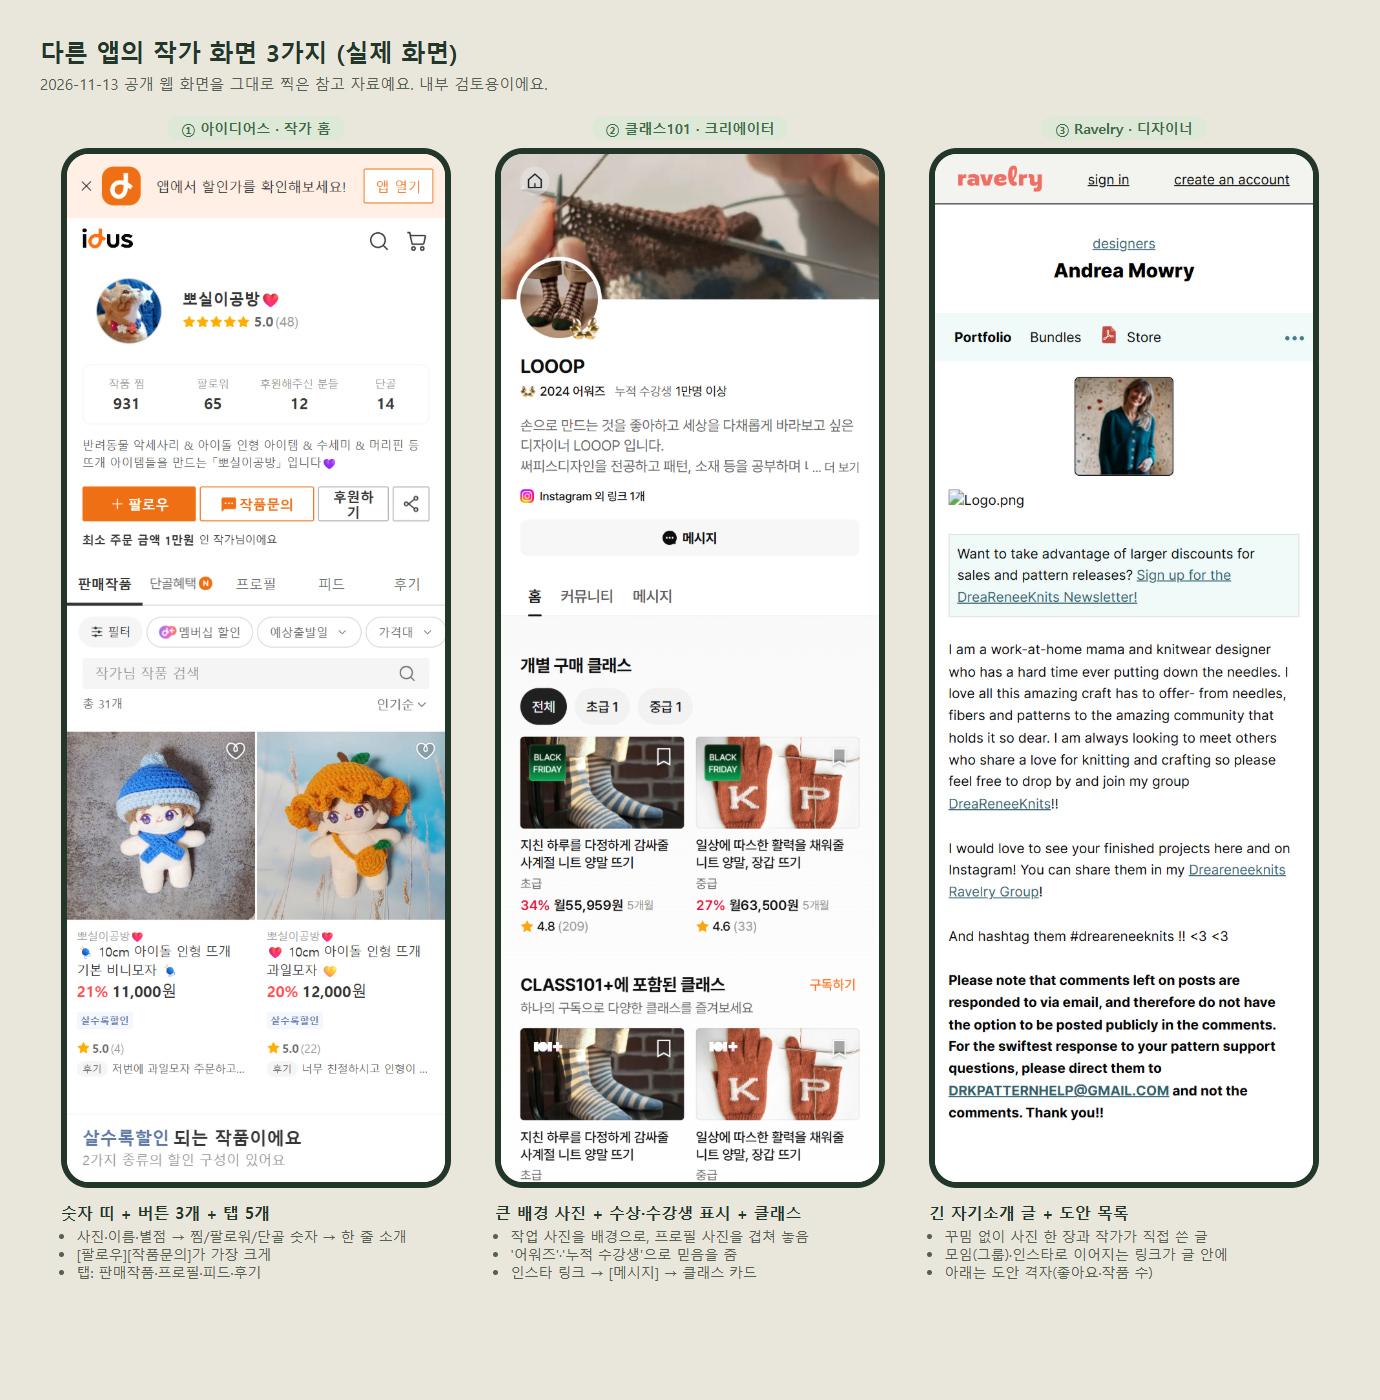 다른 앱의 작가 화면 3가지 (실제 화면)
2026-11-13 공개 웹 화면을 그대로 찍은 참고 자료예요. 내부 검토용이에요.
① 아이디어스 · 작가 홈
앱에서 할인가를 확인해보세요!
앱 열기
idus
뽀실이공방
5.0 (48)
작품 찜 팔로워 후원해주신 분들 단골
931 65 12 14
반려동물 악세사리 & 아이돌 인형 아이템 & 수세미 & 머리핀 등
뜨개 아이템들을 만드는 「뽀실이공방」 입니다
+ 팔로우
작품문의
후원하
기
최소 주문 금액 1만원 인 작가님이에요
판매작품 단골혜택 N 프로필 피드 후기
필터 멤버십 할인 예상출발일 가격대
작가님 작품 검색
총 31개 인기순
뽀실이공방
10cm 아이돌 인형 뜨개
기본 비니모자
21% 11,000원
살수록할인
5.0 (4)
후기 저번에 과일모자 주문하고...
뽀실이공방
10cm 아이돌 인형 뜨개
과일모자
20% 12,000원
살수록할인
5.0 (22)
후기 너무 친절하시고 인형이 ...
살수록할인 되는 작품이에요
2가지 종류의 할인 구성이 있어요
숫자 띠 + 버튼 3개 + 탭 5개
사진·이름·별점 → 찜/팔로워/단골 숫자 → 한 줄 소개
[팔로우][작품문의]가 가장 크게
탭: 판매작품·프로필·피드·후기
② 클래스101 · 크리에이터
LOOOP
2024 어워즈 누적 수강생 1만명 이상
손으로 만드는 것을 좋아하고 세상을 다채롭게 바라보고 싶은
디자이너 LOOOP 입니다.
써피스디자인을 전공하고 패턴, 소재 등을 공부하며 ... 더 보기
Instagram 외 링크 1개
메시지
홈 커뮤니티 메시지
개별 구매 클래스
전체 초급 1 중급 1
BLACK
FRIDAY
지친 하루를 다정하게 감싸줄
사계절 니트 양말 뜨기
초급
34% 월55,959원 5개월
4.8 (209)
BLACK
FRIDAY
K P
일상에 따스한 활력을 채워줄
니트 양말, 장갑 뜨기
중급
27% 월63,500원 5개월
4.6 (33)
CLASS101+에 포함된 클래스 구독하기
하나의 구독으로 다양한 클래스를 즐겨보세요
101+
지친 하루를 다정하게 감싸줄
사계절 니트 양말 뜨기
초급
101+
K P
일상에 따스한 활력을 채워줄
니트 양말, 장갑 뜨기
중급
큰 배경 사진 + 수상·수강생 표시 + 클래스
작업 사진을 배경으로, 프로필 사진을 겹쳐 놓음
'어워즈'·'누적 수강생'으로 믿음을 줌
인스타 링크 → [메시지] → 클래스 카드
③ Ravelry · 디자이너
ravelry sign in create an account
designers
Andrea Mowry
Portfolio Bundles Store
Logo.png
Want to take advantage of larger discounts for
sales and pattern releases? Sign up for the
DreaReneeKnits Newsletter!
I am a work-at-home mama and knitwear designer
who has a hard time ever putting down the needles. I
love all this amazing craft has to offer- from needles,
fibers and patterns to the amazing community that
holds it so dear. I am always looking to meet others
who share a love for knitting and crafting so please
feel free to drop by and join my group
DreaReneeKnits!!
I would love to see your finished projects here and on
Instagram! You can share them in my Dreareneeknits
Ravelry Group!
And hashtag them #dreareneeknits !! <3 <3
Please note that comments left on posts are
responded to via email, and therefore do not have
the option to be posted publicly in the comments.
For the swiftest response to your pattern support
questions, please direct them to
DRKPATTERNHELP@GMAIL.COM and not the
comments. Thank you!!
긴 자기소개 글 + 도안 목록
꾸밈 없이 사진 한 장과 작가가 직접 쓴 글
모임(그룹)·인스타로 이어지는 링크가 글 안에
아래는 도안 격자(좋아요·작품 수)